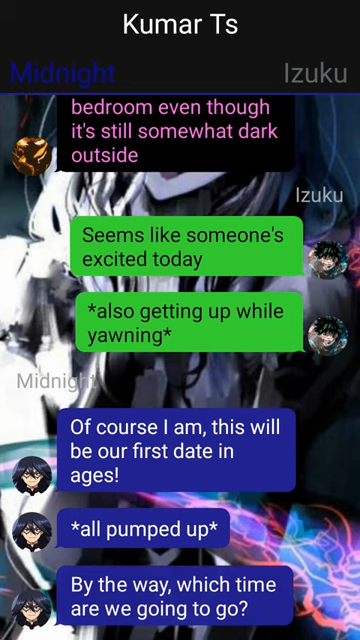 Kumar Ts
Midnight
Izuku
bedroom even though
it's still somewhat dark
outside
Izuku
Seems like someone's
excited today
*also getting up while
yawning*
Midnight
Of course I am, this will
be our first date in
ages!
*all pumped up*
By the way, which time
are we going to go?